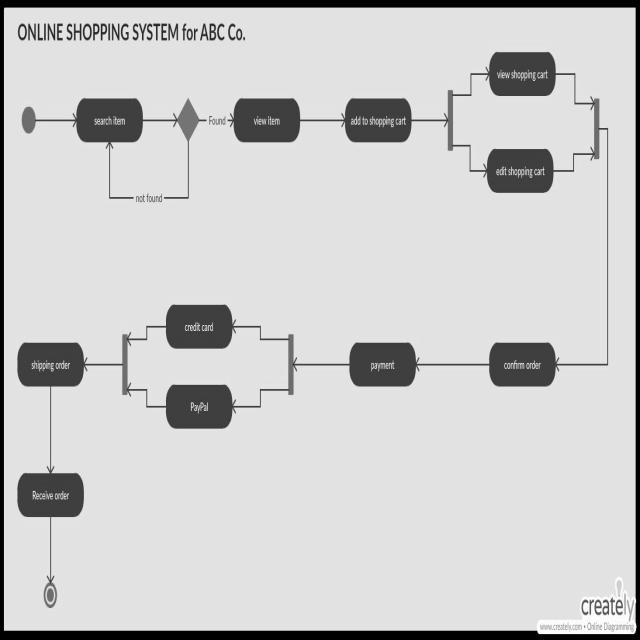 ONLINE SHOPPING SYSTEM for ABC Co.
view shopping cart
search item
Found
view item
add to shopping cart
edit shopping cart
not found
credit card
shipping order
payment
confirm order
PayPal
Receive order
creately
www.creately.com • Online Diagramming